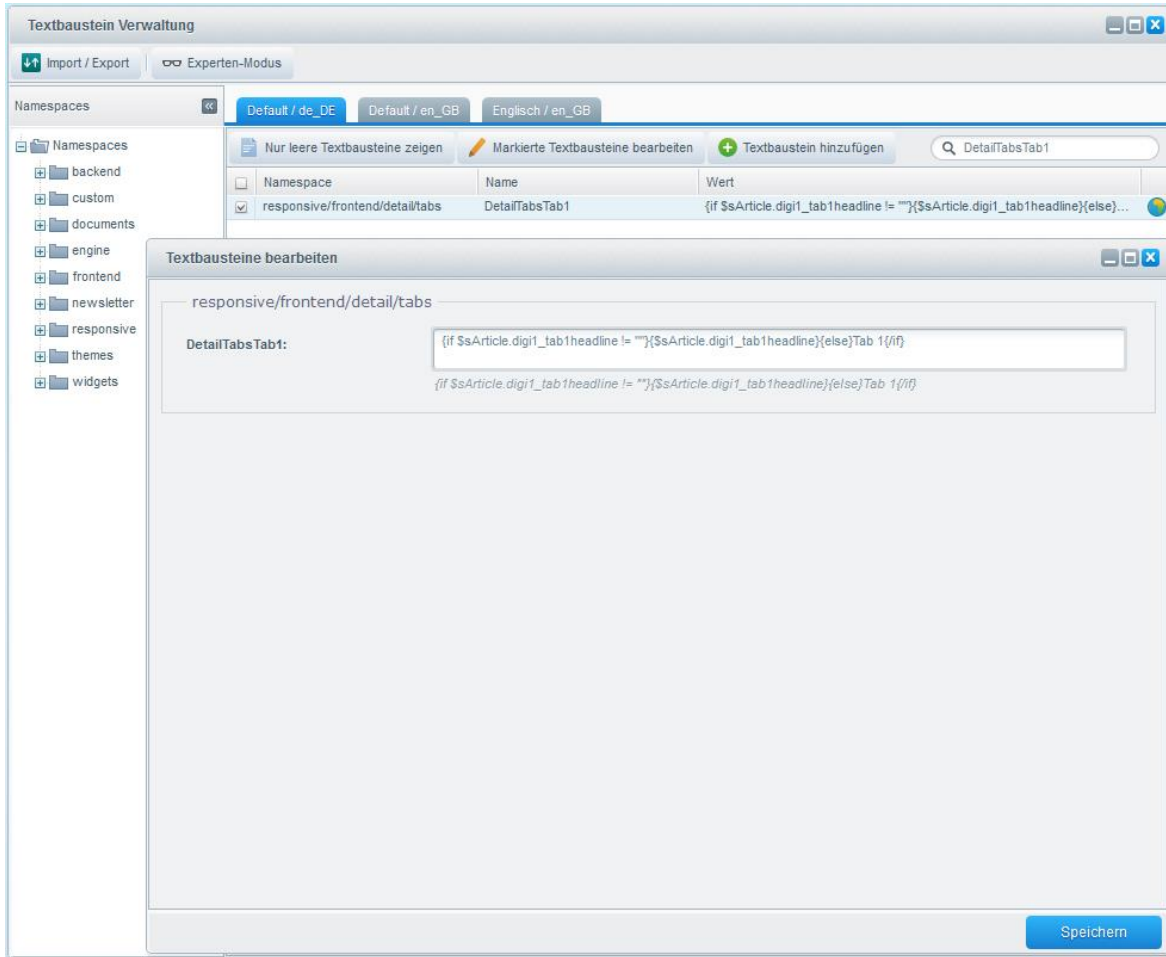 Textbaustein Verwaltung
Import / Export Experten-Modus
Namespaces
Default / de_DE Default / en_GB Englisch / en_GB
Namespaces
backend
custom
documents
engine
frontend
newsletter
responsive
themes
widgets
Nur leere Textbausteine zeigen Markierte Textbausteine bearbeiten Textbaustein hinzufügen DetailTabsTab1
Namespace Name Wert
responsive/frontend/detail/tabs DetailTabsTab1 {if $sArticle.digi1_tab1headline != ""}{$sArticle.digi1_tab1headline}{else}...
Textbausteine bearbeiten
responsive/frontend/detail/tabs
DetailTabsTab1: {if $sArticle.digi1_tab1headline != ""}{$sArticle.digi1_tab1headline}{else}Tab 1{/if}
{if $sArticle.digi1_tab1headline != ""}{$sArticle.digi1_tab1headline}{else}Tab 1{/if}
Speichern